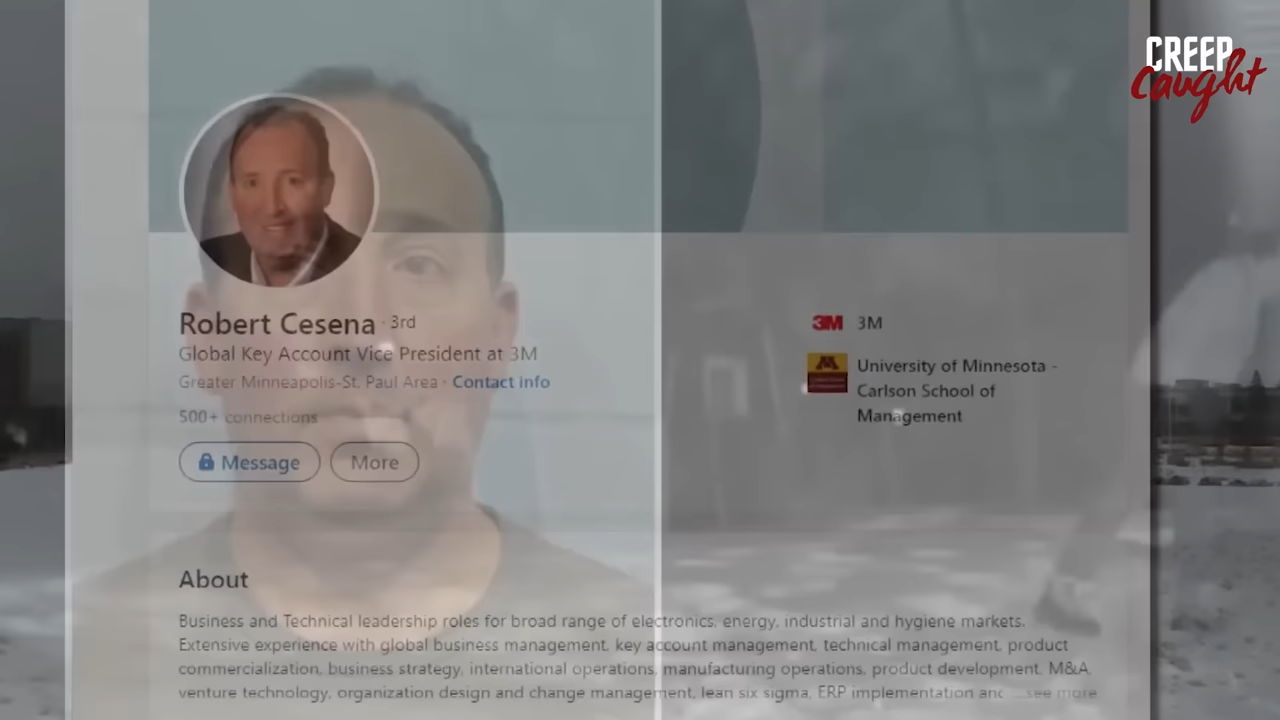 CREEP
Caught
Robert Cesena · 3rd
Global Key Account Vice President at 3M
Greater Minneapolis-St. Paul Area · Contact info
500+ connections
Message
More
3M 3M
University of Minnesota -
Carlson School of
Management
About
Business and Technical leadership roles for broad range of electronics, energy, industrial and hygiene markets.
Extensive experience with global business management, key account management, technical management, product
commercialization, business strategy, international operations, manufacturing operations, product development, M&A,
venture technology, organization design and change management, lean six sigma, ERP implementation and ...see more